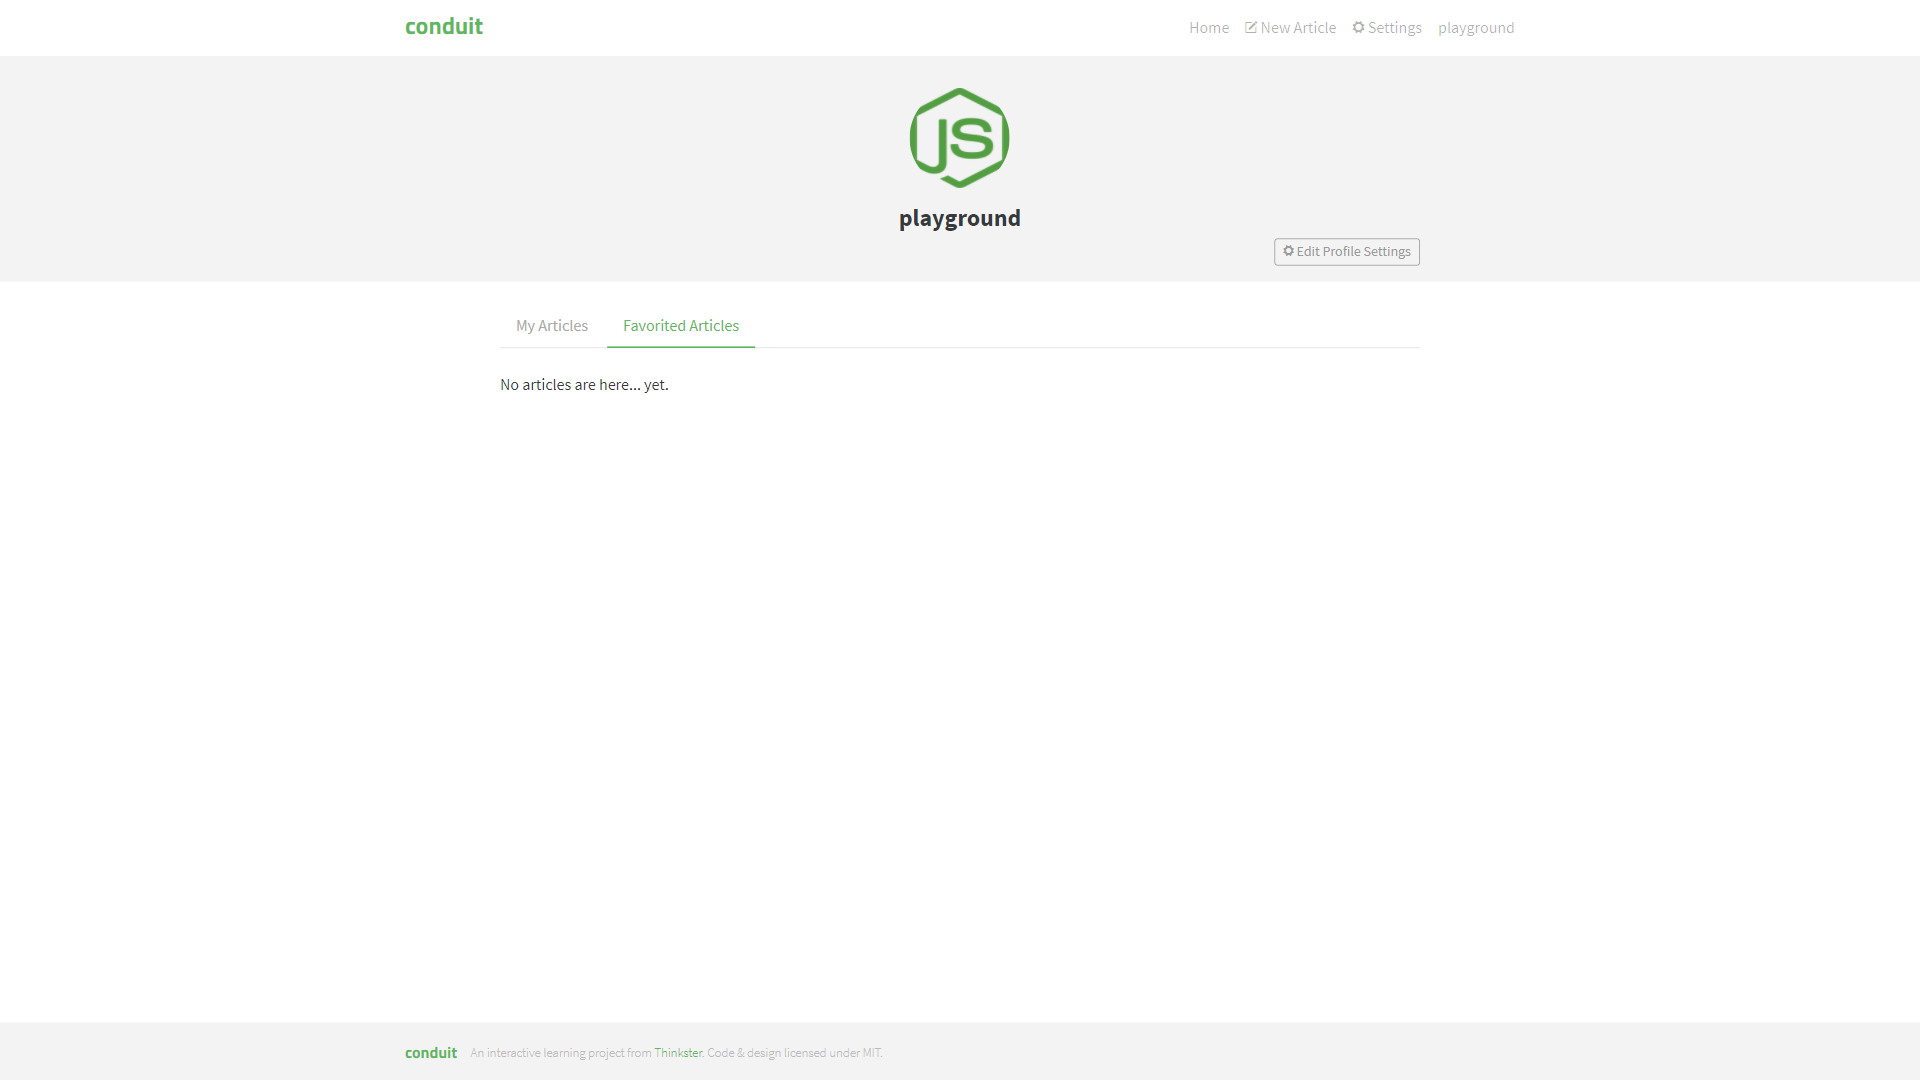 conduit
Home New Article Settings playground
JS
playground
Edit Profile Settings
My Articles Favorited Articles
No articles are here... yet.
conduit An interactive learning project from Thinkster. Code & design licensed under MIT.